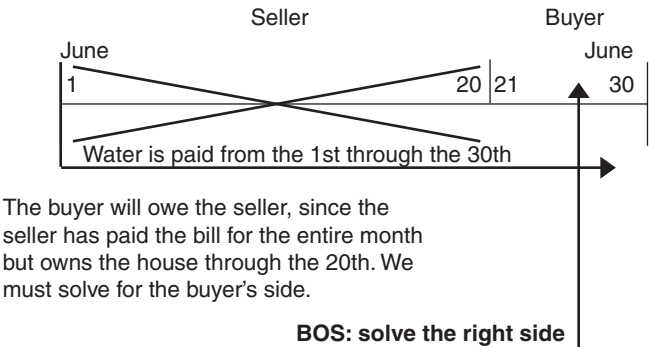 Seller Buyer
June June
1 20 21 30
Water is paid from the 1st through the 30th
The buyer will owe the seller, since the
seller has paid the bill for the entire month
but owns the house through the 20th. We
must solve for the buyer's side.
BOS: solve the right side